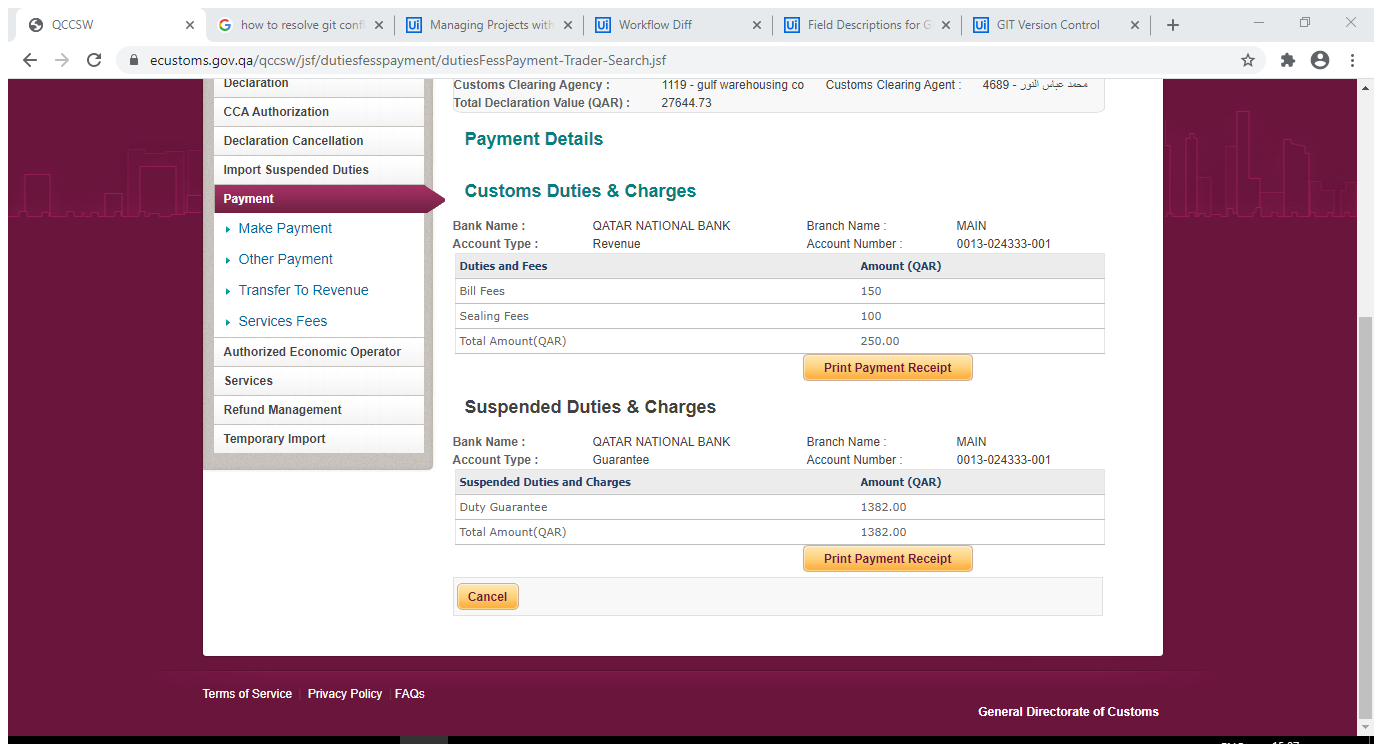 QCCSW
how to resolve git confl
Managing Projects with
Workflow Diff
Field Descriptions for G
GIT Version Control
ecustoms.gov.qa/qccsw/jsf/dutiesfesspayment/dutiesFessPayment-Trader-Search.jsf
Declaration
CCA Authorization
Declaration Cancellation
Import Suspended Duties
Payment
Make Payment
Other Payment
Transfer To Revenue
Services Fees
Authorized Economic Operator
Services
Refund Management
Temporary Import
Customs Clearing Agency : 1119 - gulf warehousing co Customs Clearing Agent : محمد عباس النور - 4689
Total Declaration Value (QAR) : 27644.73
Payment Details
Customs Duties & Charges
Bank Name : QATAR NATIONAL BANK Branch Name : MAIN
Account Type : Revenue Account Number : 0013-024333-001
Duties and Fees Amount (QAR)
Bill Fees 150
Sealing Fees 100
Total Amount(QAR) 250.00
Print Payment Receipt
Suspended Duties & Charges
Bank Name : QATAR NATIONAL BANK Branch Name : MAIN
Account Type : Guarantee Account Number : 0013-024333-001
Suspended Duties and Charges Amount (QAR)
Duty Guarantee 1382.00
Total Amount(QAR) 1382.00
Print Payment Receipt
Cancel
Terms of Service Privacy Policy FAQs
General Directorate of Customs